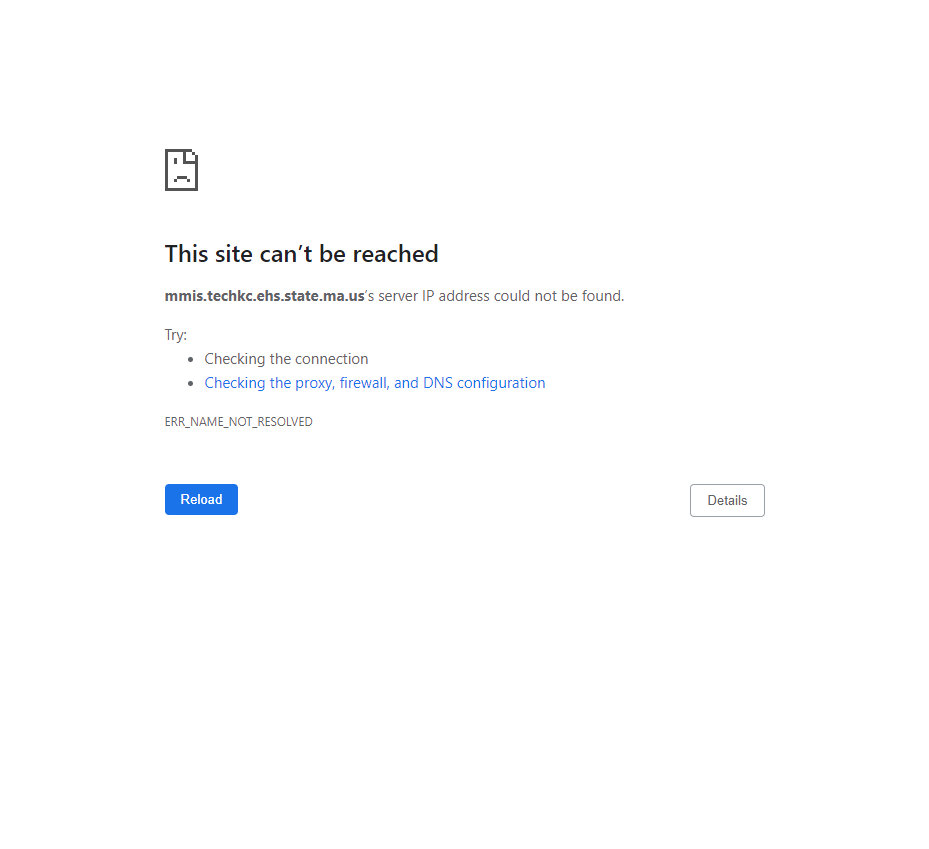 This site can’t be reached
mmis.techkc.ehs.state.ma.us’s server IP address could not be found.
Try:
• Checking the connection
• Checking the proxy, firewall, and DNS configuration
ERR_NAME_NOT_RESOLVED
Reload
Details